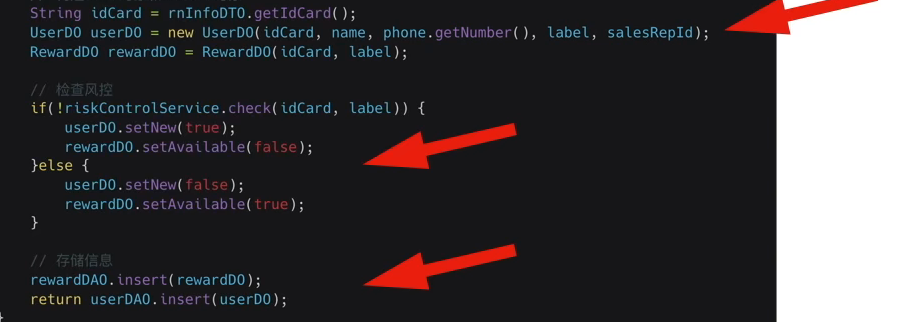 String idCard = rnInfoDTO.getIdCard();
UserDO userDO = new UserDO(idCard, name, phone.getNumber(), label, salesRepId);
RewardDO rewardDO = RewardDO(idCard, label);
// 检查风控
if(!riskControlService.check(idCard, label)) {
userDO.setNew(true);
rewardDO.setAvailable(false);
}else {
userDO.setNew(false);
rewardDO.setAvailable(true);
}
// 存储信息
rewardDAO.insert(rewardDO);
return userDAO.insert(userDO);
}